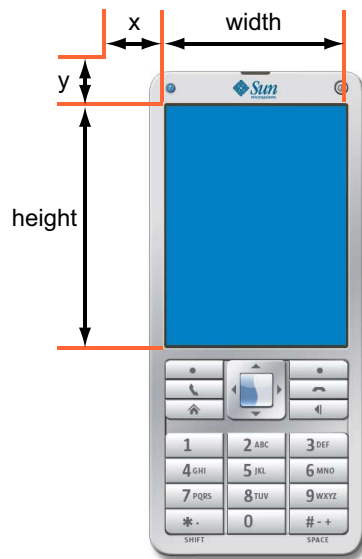 x
width
y
Sun
microsystems
height
1
2 ABC
3 DEF
4 GHI
5 JKL
6 MNO
7 PQRS
8 TUV
9 WXYZ
* .
0
# - +
SHIFT
SPACE